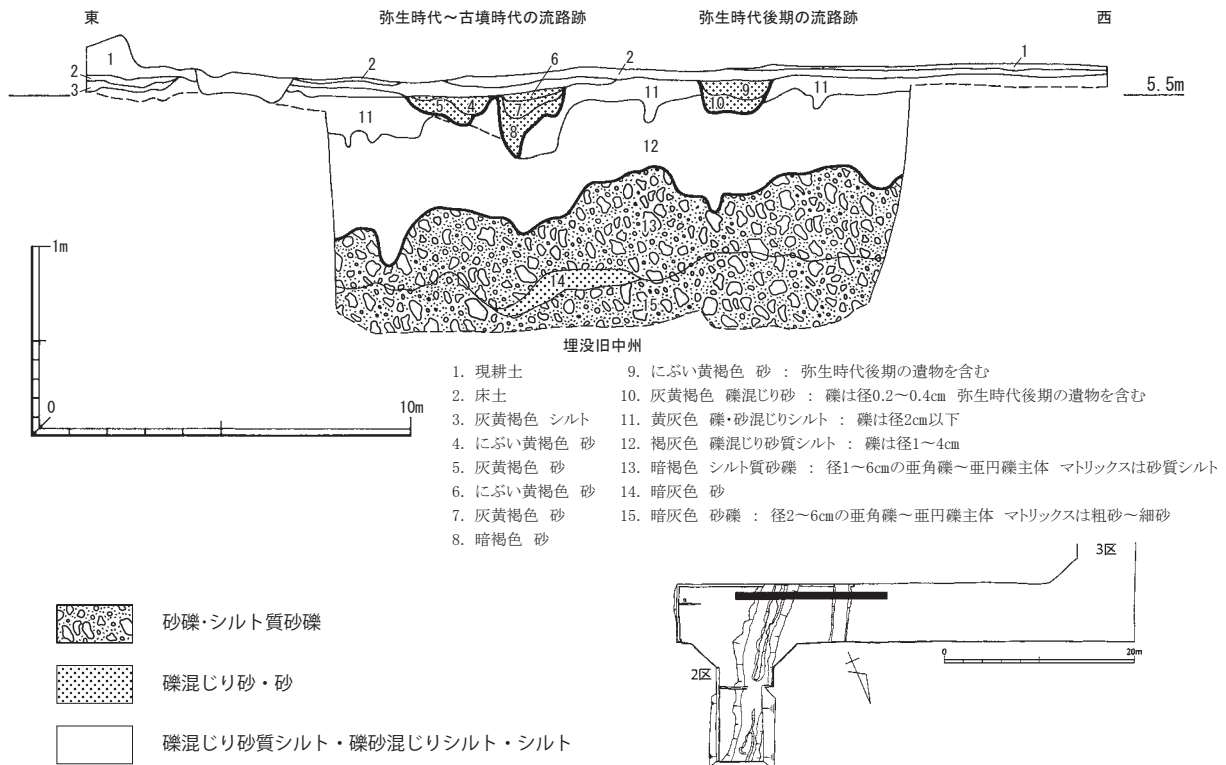 東
弥生時代～古墳時代の流路跡
弥生時代後期の流路跡
西
1
2
3
2
6
2
1
5.5m
11
5
4
7
8
11
9
10
11
12
13
14
15
1m
0
10m
埋没旧中州
1. 現耕土
2. 床土
3. 灰黄褐色 シルト
4. にぶい黄褐色 砂
5. 灰黄褐色 砂
6. にぶい黄褐色 砂
7. 灰黄褐色 砂
8. 暗褐色 砂
9. にぶい黄褐色 砂 ： 弥生時代後期の遺物を含む
10. 灰黄褐色 礫混じり砂 ： 礫は径0.2～0.4cm 弥生時代後期の遺物を含む
11. 黄灰色 礫・砂混じりシルト ： 礫は径2cm以下
12. 褐灰色 礫混じり砂質シルト ： 礫は径1～4cm
13. 暗褐色 シルト質砂礫 ： 径1～6cmの亜角礫～亜円礫主体 マトリックスは砂質シルト
14. 暗灰色 砂
15. 暗灰色 砂礫 ： 径2～6cmの亜角礫～亜円礫主体 マトリックスは粗砂～細砂
砂礫・シルト質砂礫
礫混じり砂・砂
礫混じり砂質シルト・礫砂混じりシルト・シルト
3区
2区
0
20m